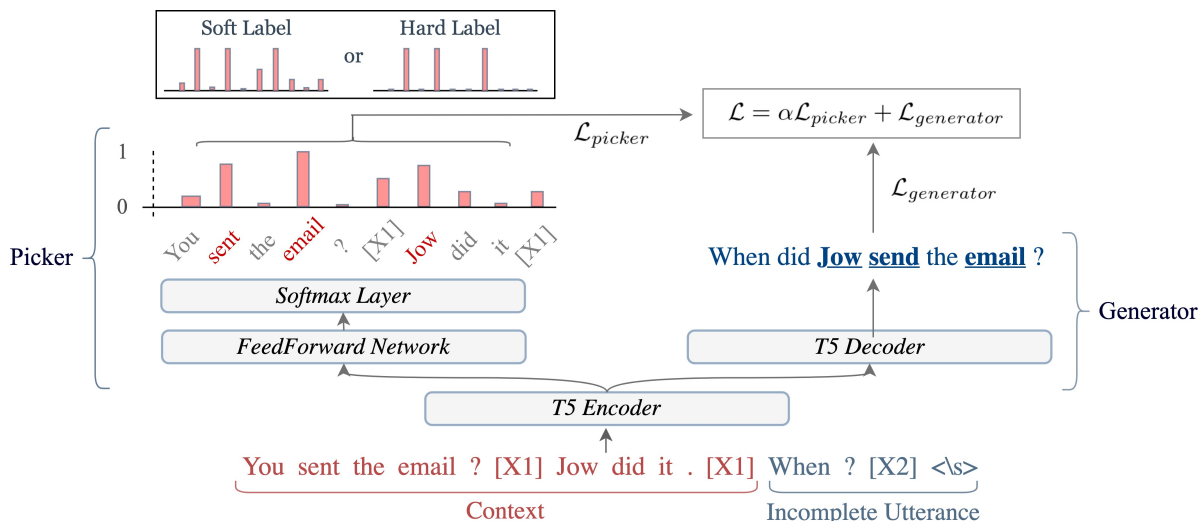 Soft Label
or
Hard Label
ℒ = αℒ_picker + ℒ_generator
ℒ_picker
1
0
ℒ_generator
You sent the email ? [X1] Jow did it [X1]
Picker
When did Jow send the email ?
Softmax Layer
Generator
FeedForward Network
T5 Decoder
T5 Encoder
You sent the email ? [X1] Jow did it . [X1] When ? [X2] <\s>
Context
Incomplete Utterance